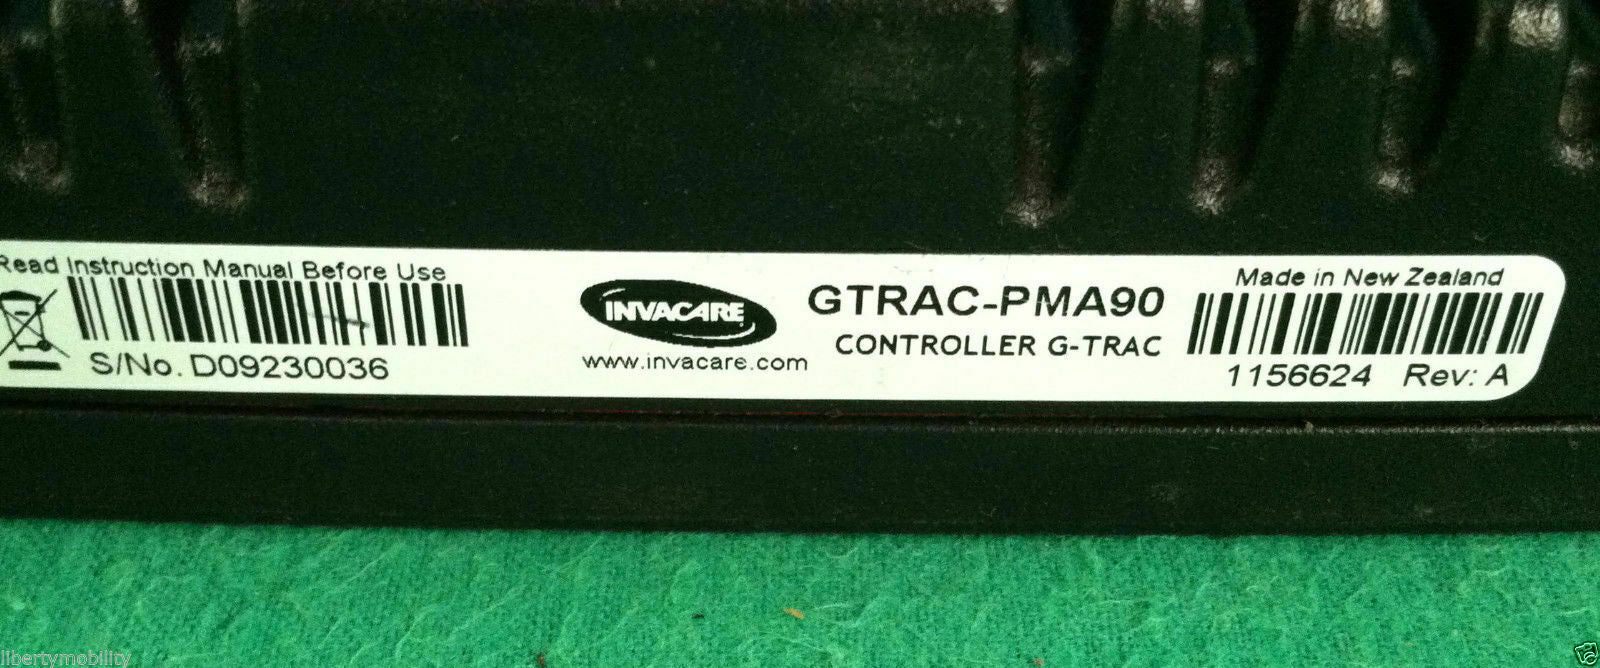 Read Instruction Manual Before Use
S/No. D09230036
INVACARE
www.invacare.com
GTRAC-PMA90
CONTROLLER G-TRAC
Made in New Zealand
1156624 Rev: A
libertymobility